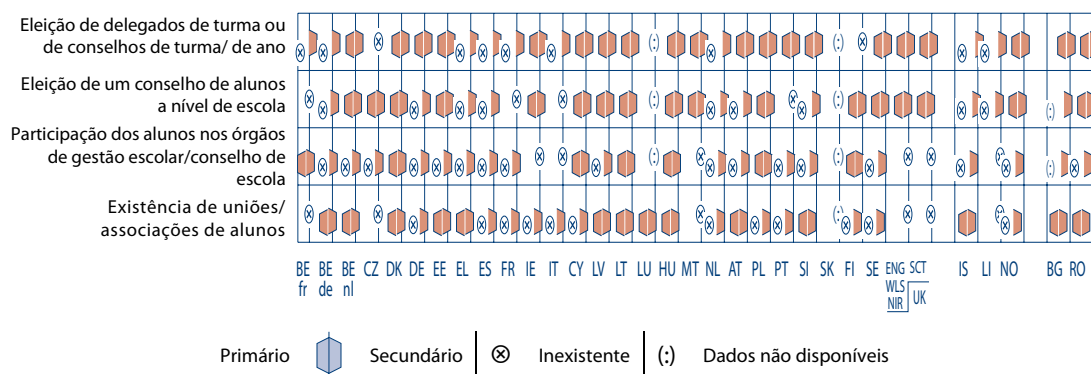 Eleição de delegados de turma ou
de conselhos de turma/ de ano
Eleição de um conselho de alunos
a nível de escola
Participação dos alunos nos órgãos
de gestão escolar/conselho de
escola
Existência de uniões/
associações de alunos
BE fr BE de BE nl CZ DK DE EE EL ES FR IE IT CY LV LT LU HU MT NL AT PL PT SI SK FI SE ENG WLS NIR SCT UK IS LI NO BG RO
Primário Secundário ⊗ Inexistente (:) Dados não disponíveis